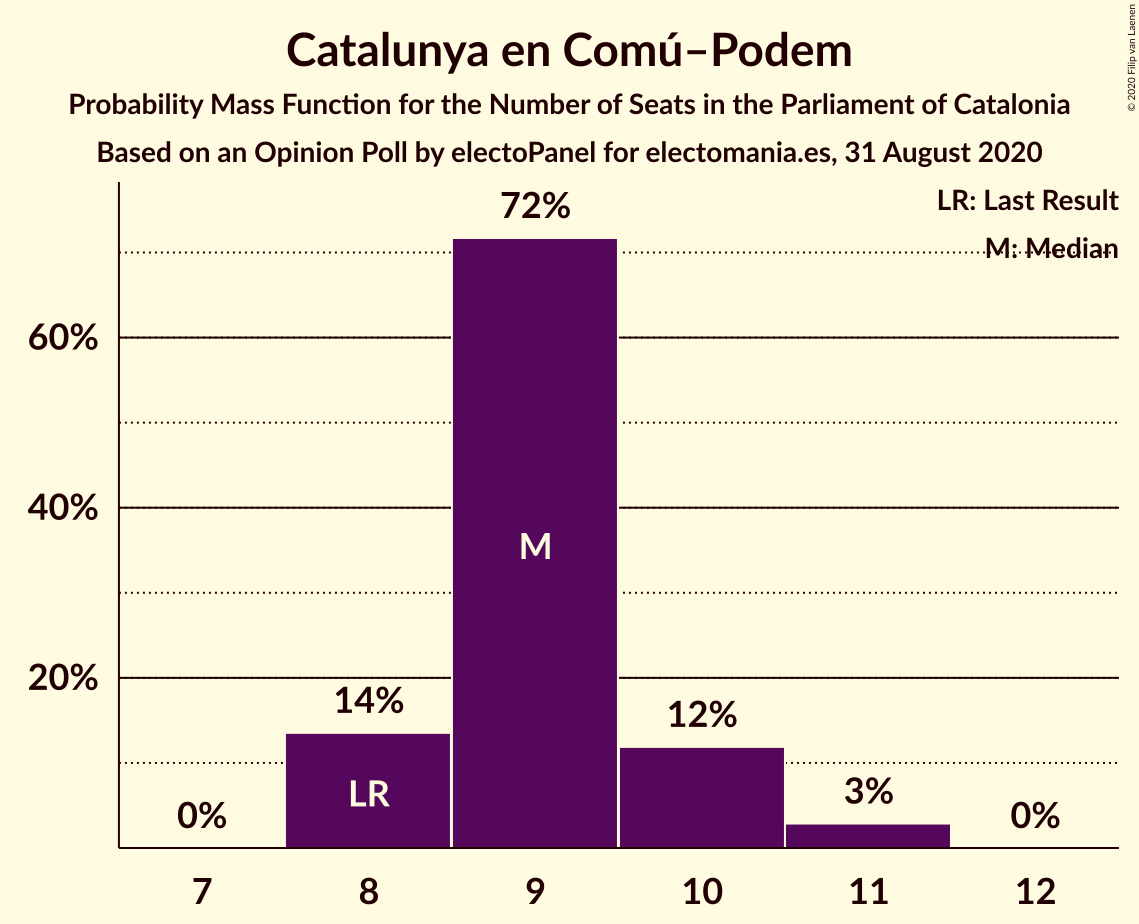 Catalunya en Comú–Podem
Probability Mass Function for the Number of Seats in the Parliament of Catalonia
Based on an Opinion Poll by electoPanel for electomania.es, 31 August 2020
© 2020 Filip van Laenen
LR: Last Result
M: Median
72%
60%
40%
M
20%
14%
12%
LR
3%
0%
0%
7 8 9 10 11 12